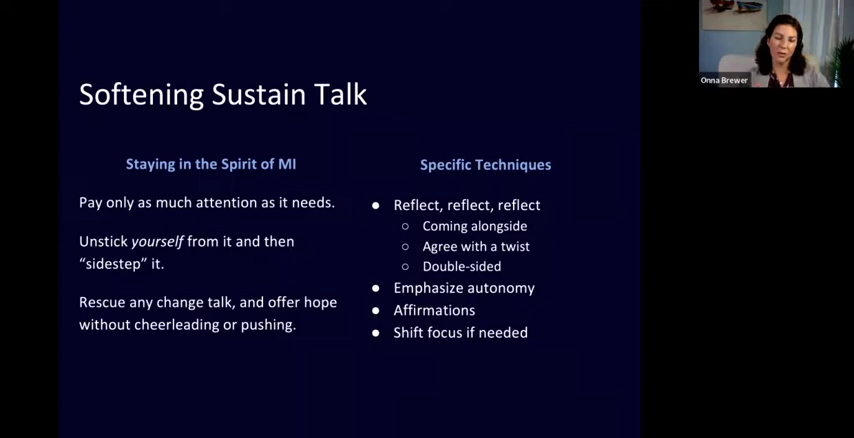 Softening Sustain Talk
Staying in the Spirit of MI
Pay only as much attention as it needs.
Unstick yourself from it and then
“sidestep” it.
Rescue any change talk, and offer hope
without cheerleading or pushing.
Specific Techniques
● Reflect, reflect, reflect
○ Coming alongside
○ Agree with a twist
○ Double-sided
● Emphasize autonomy
● Affirmations
● Shift focus if needed
Onna Brewer